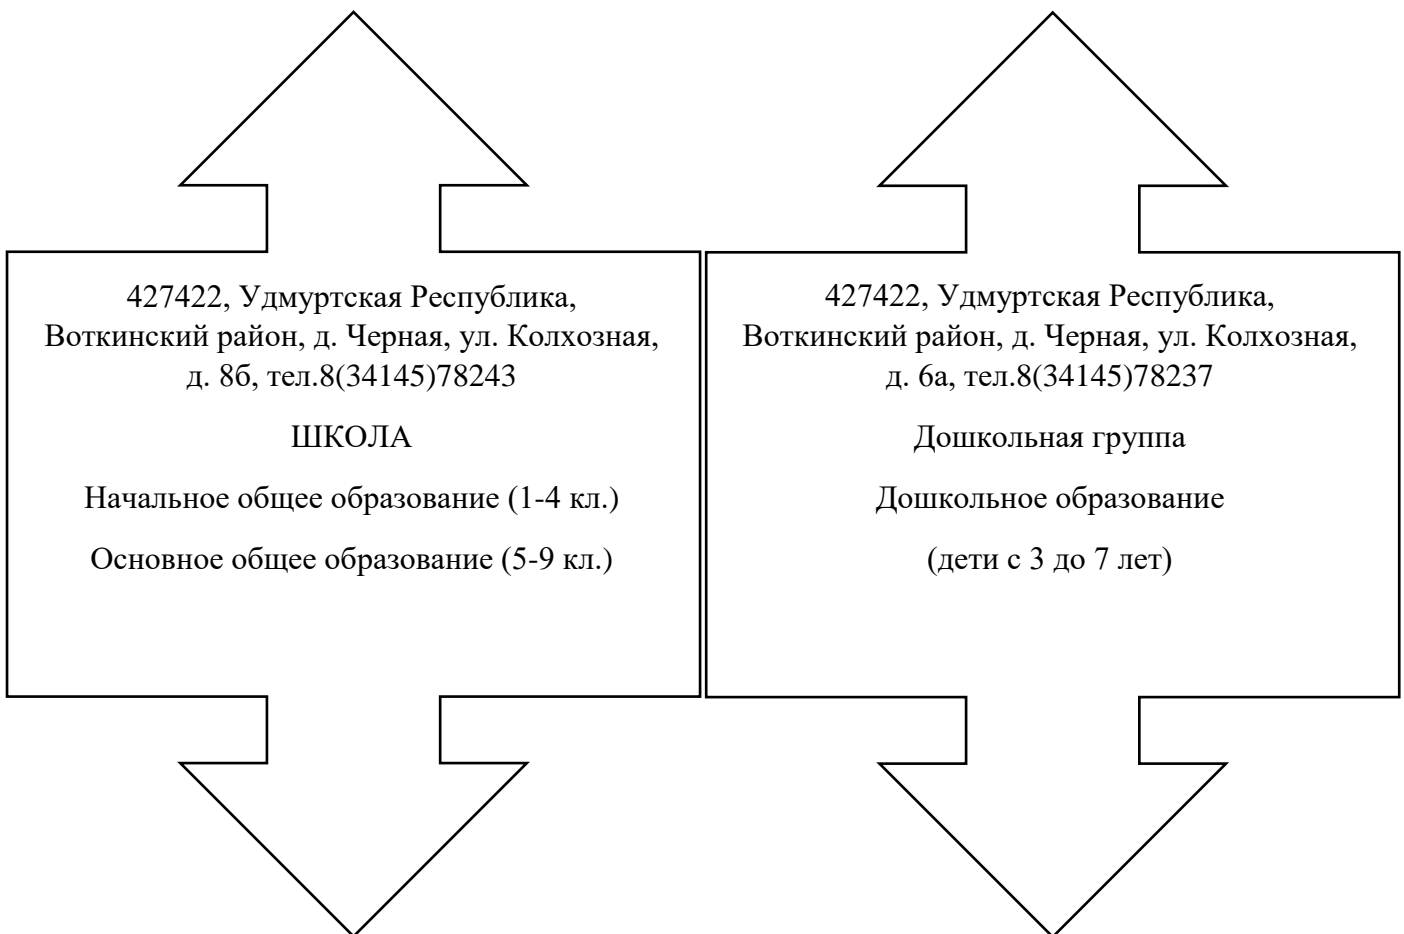 427422, Удмуртская Республика,
Воткинский район, д. Черная, ул. Колхозная,
д. 8б, тел.8(34145)78243
ШКОЛА
Начальное общее образование (1-4 кл.)
Основное общее образование (5-9 кл.)
427422, Удмуртская Республика,
Воткинский район, д. Черная, ул. Колхозная,
д. 6а, тел.8(34145)78237
Дошкольная группа
Дошкольное образование
(дети с 3 до 7 лет)